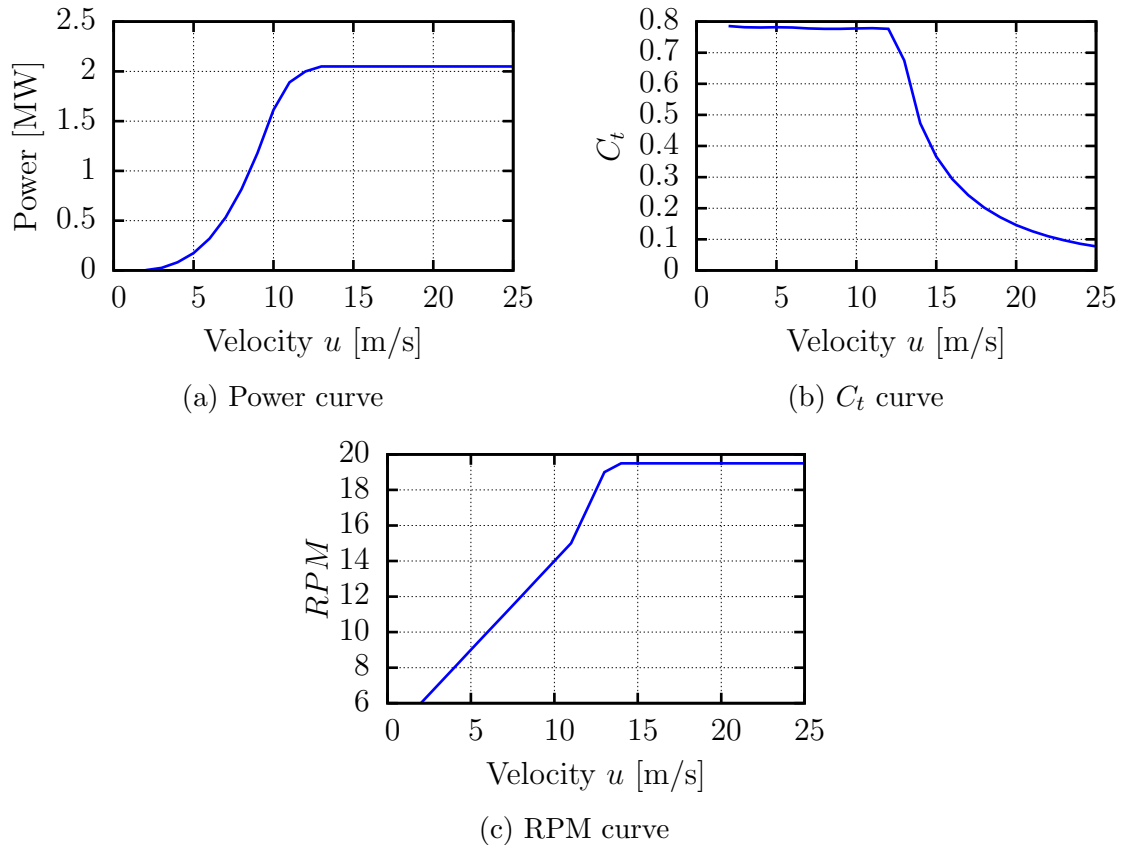 2.5
2
1.5
1
0.5
0
0 5 10 15 20 25
Power [MW]
Velocity u [m/s]
(a) Power curve
0.8
0.7
0.6
0.5
0.4
0.3
0.2
0.1
0
0 5 10 15 20 25
C_t
Velocity u [m/s]
(b) C_t curve
20
18
16
14
12
10
8
6
0 5 10 15 20 25
RPM
Velocity u [m/s]
(c) RPM curve